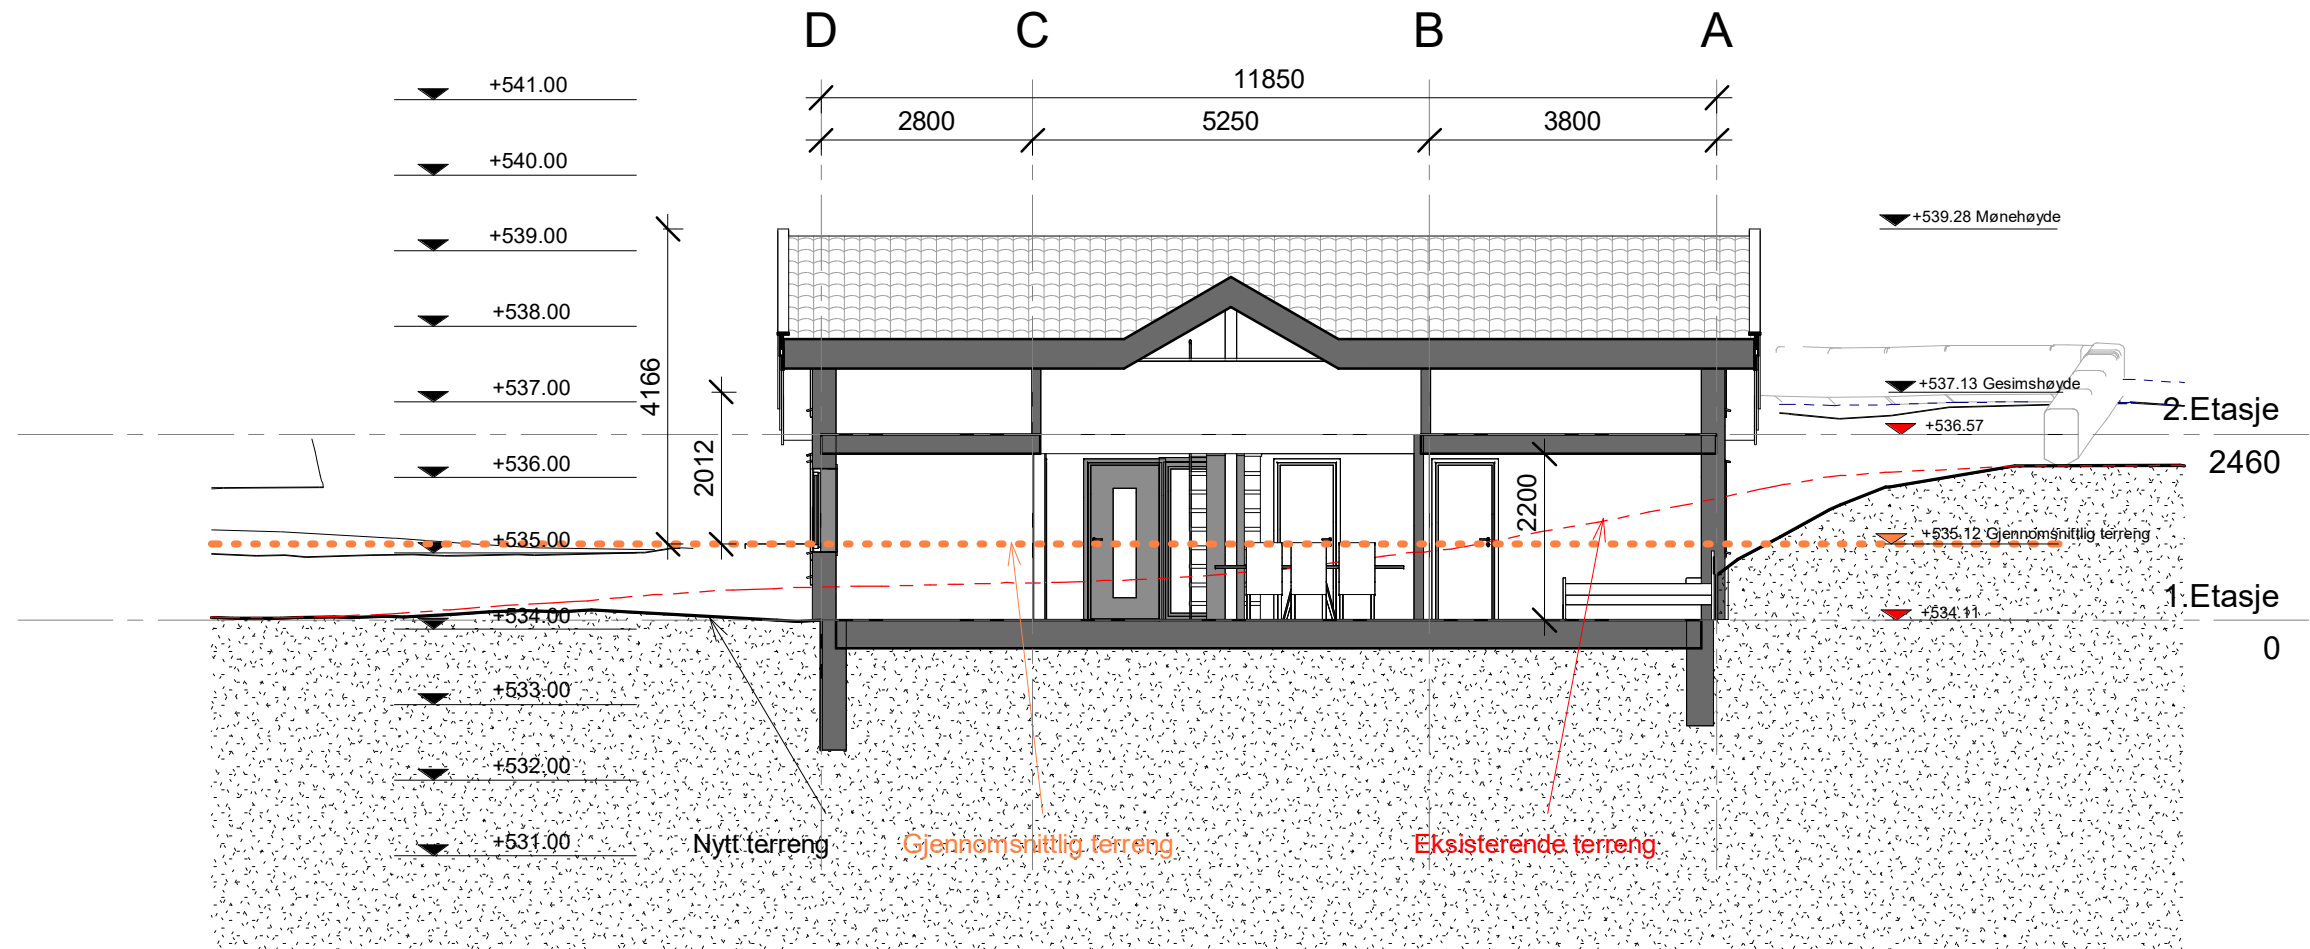 D
C
B
A
11850
2800
5250
3800
+541.00
+540.00
+539.00
+538.00
+537.00
+536.00
+535.00
+534.00
+533.00
+532.00
+531.00
4166
2012
2200
+539.28 Mønehøyde
+537.13 Gesimshøyde
2.Etasje
+536.57
2460
+535.12 Gjennomsnittlig terreng
1.Etasje
+534.11
0
Nytt terreng
Gjennomsnittlig terreng
Eksisterende terreng